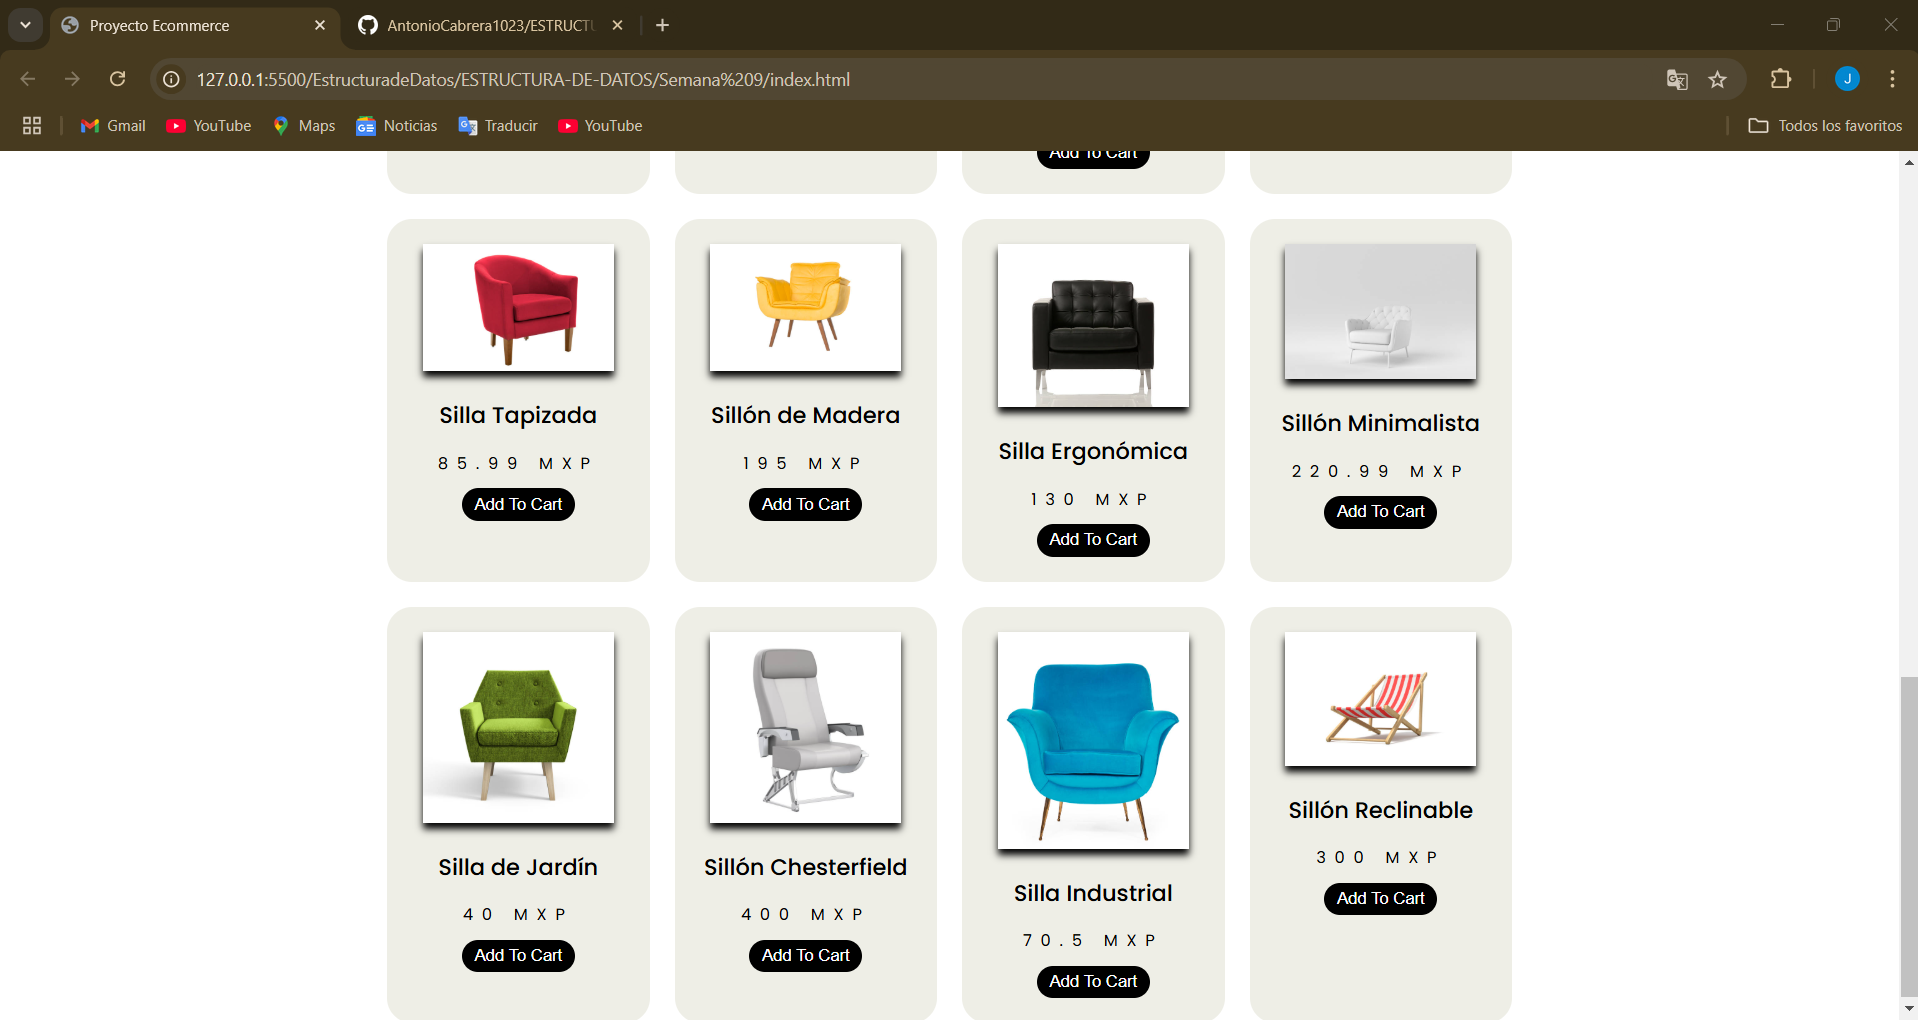 Proyecto Ecommerce
AntonioCabrera1023/ESTRUCTU
127.0.0.1:5500/EstructuradeDatos/ESTRUCTURA-DE-DATOS/Semana%209/index.html
J
Gmail
YouTube
Maps
Noticias
Traducir
YouTube
Todos los favoritos
Add To Cart
Silla Tapizada
85.99 MXP
Add To Cart
Sillón de Madera
195 MXP
Add To Cart
Silla Ergonómica
130 MXP
Add To Cart
Sillón Minimalista
220.99 MXP
Add To Cart
Silla de Jardín
40 MXP
Add To Cart
Sillón Chesterfield
400 MXP
Add To Cart
Silla Industrial
70.5 MXP
Add To Cart
Sillón Reclinable
300 MXP
Add To Cart